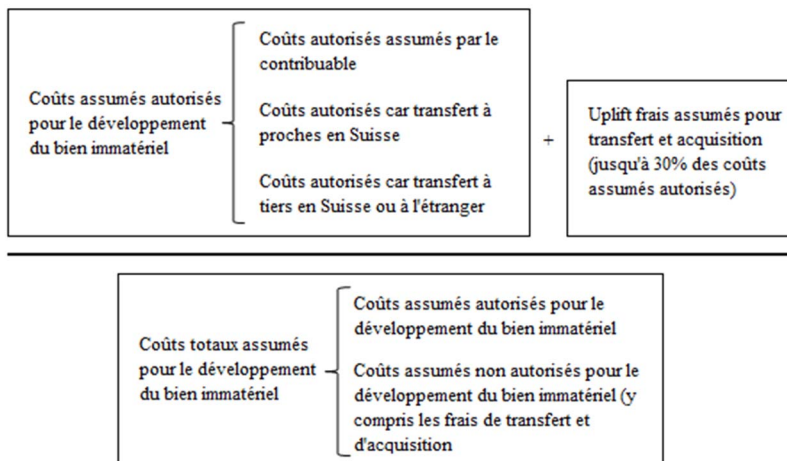 Coûts assumés autorisés
pour le développement
du bien immatériel
Coûts autorisés assumés par le
contribuable
Coûts autorisés car transfert à
proches en Suisse
Coûts autorisés car transfert à
tiers en Suisse ou à l'étranger
+
Uplift frais assumés pour
transfert et acquisition
(jusqu'à 30% des coûts
assumés autorisés)
Coûts totaux assumés
pour le développement
du bien immatériel
Coûts assumés autorisés pour le
développement du bien immatériel
Coûts assumés non autorisés pour le
développement du bien immatériel (y
compris les frais de transfert et
d'acquisition